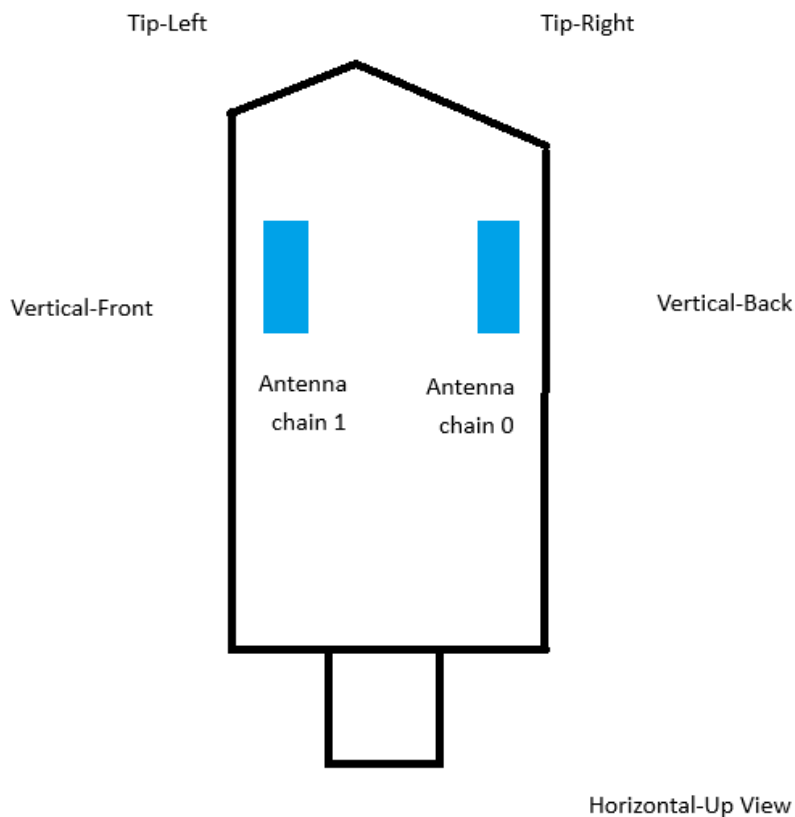 Tip-Left
Tip-Right
Vertical-Front
Vertical-Back
Antenna
chain 1
Antenna
chain 0
Horizontal-Up View